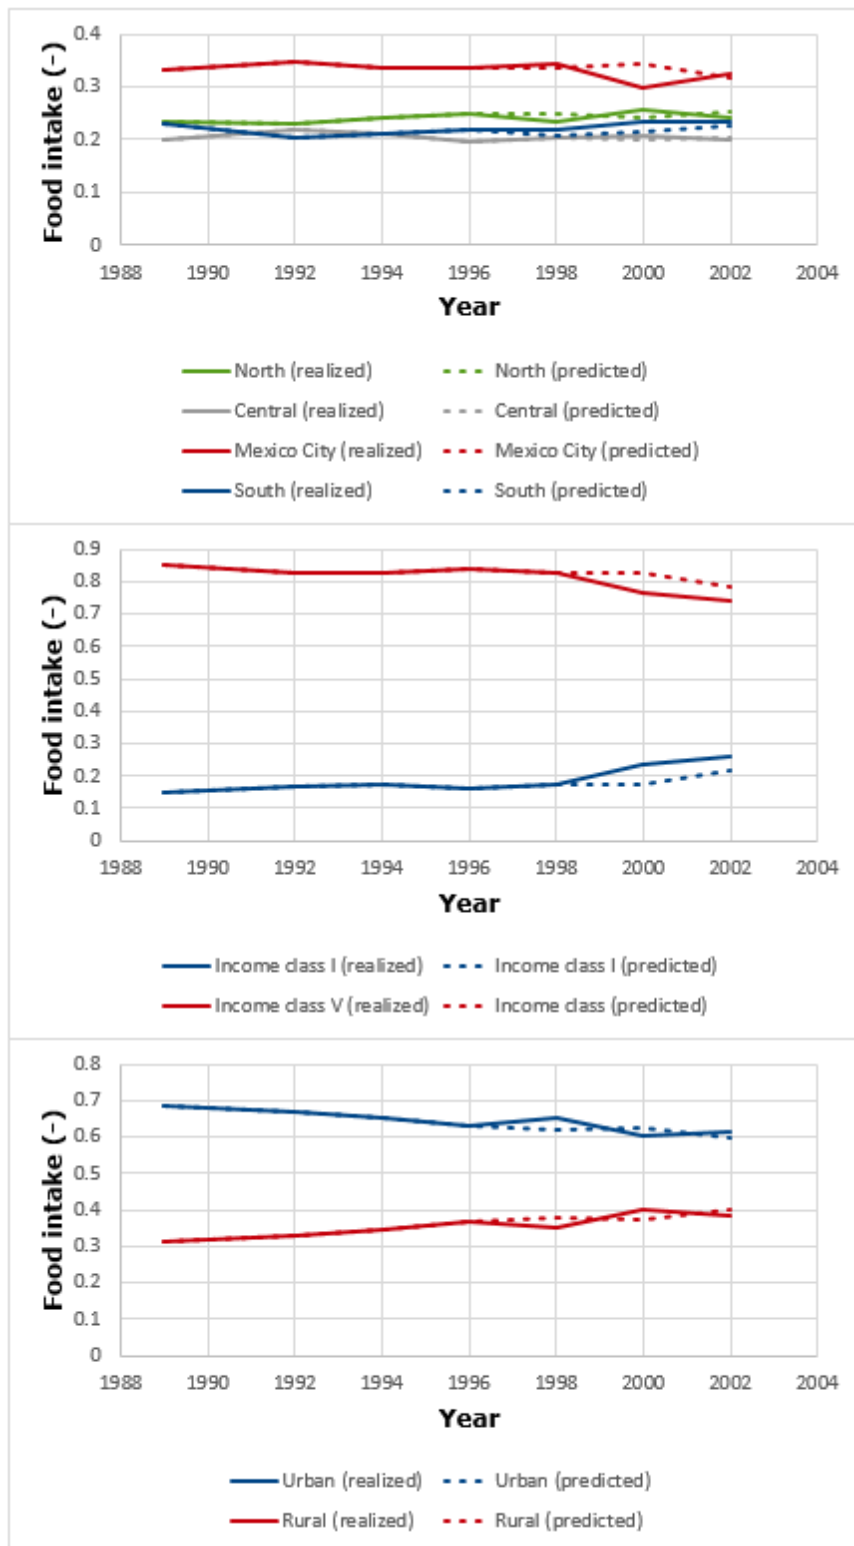 0.4
0.3
0.2
0.1
0
Food intake (-)
1988 1990 1992 1994 1996 1998 2000 2002 2004
Year
North (realized) North (predicted)
Central (realized) Central (predicted)
Mexico City (realized) Mexico City (predicted)
South (realized) South (predicted)
0.9
0.8
0.7
0.6
0.5
0.4
0.3
0.2
0.1
0
Food intake (-)
1988 1990 1992 1994 1996 1998 2000 2002 2004
Year
Income class I (realized) Income class I (predicted)
Income class V (realized) Income class (predicted)
0.8
0.7
0.6
0.5
0.4
0.3
0.2
0.1
0
Food intake (-)
1988 1990 1992 1994 1996 1998 2000 2002 2004
Year
Urban (realized) Urban (predicted)
Rural (realized) Rural (predicted)